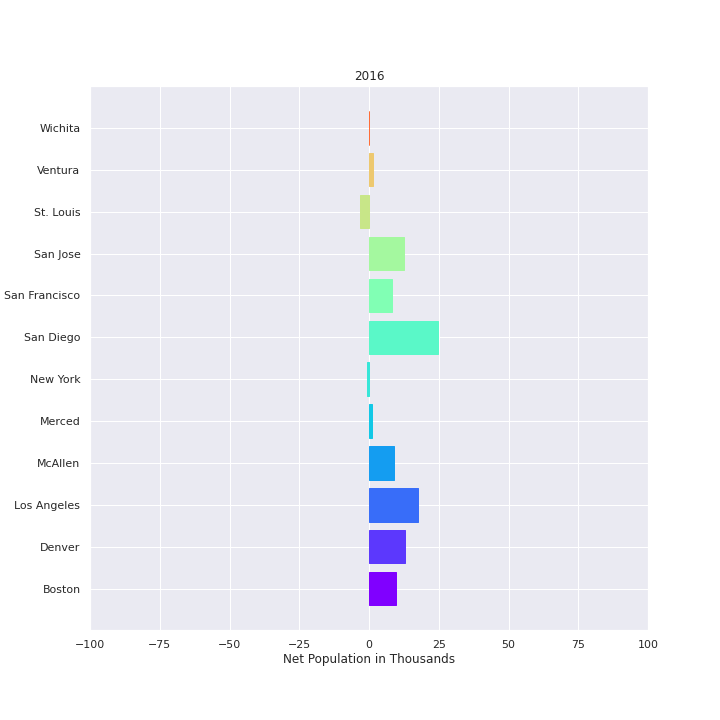 2016
Wichita
Ventura
St. Louis
San Jose
San Francisco
San Diego
New York
Merced
McAllen
Los Angeles
Denver
Boston
−100 −75 −50 −25 0 25 50 75 100
Net Population in Thousands